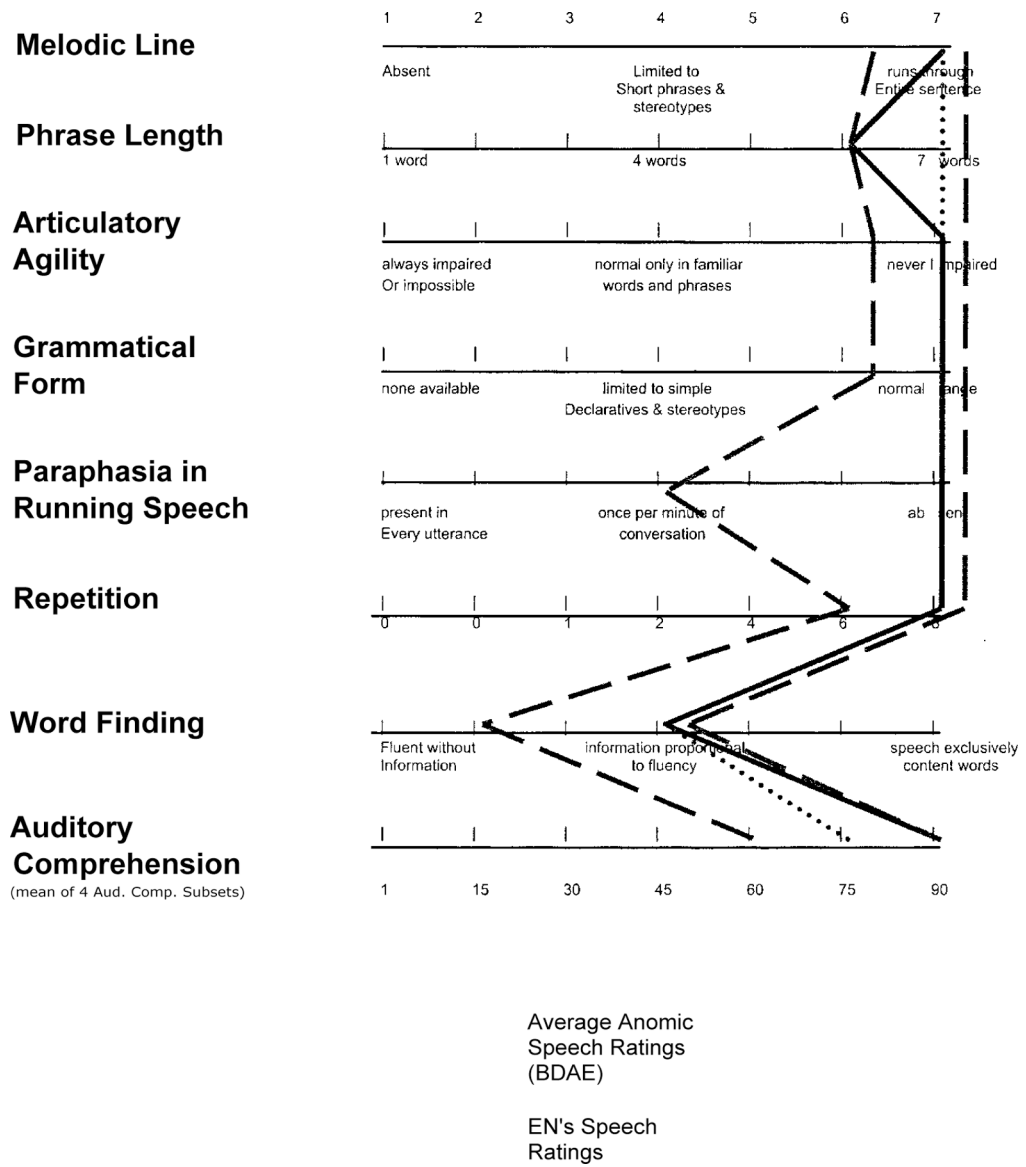 1 2 3 4 5 6 7
Melodic Line
Absent Limited to runs through
Short phrases & Entire sentence
stereotypes
Phrase Length
1 word 4 words 7 words
Articulatory
Agility
always impaired normal only in familiar never impaired
Or impossible words and phrases
Grammatical
Form
none available limited to simple normal range
Declaratives & stereotypes
Paraphasia in
Running Speech
present in once per minute of absent
Every utterance conversation
Repetition
0 0 1 2 4 6 8
Word Finding
Fluent without information proportional speech exclusively
Information to fluency content words
Auditory
Comprehension
(mean of 4 Aud. Comp. Subsets)
1 15 30 45 60 75 90
Average Anomic
Speech Ratings
(BDAE)
EN's Speech
Ratings